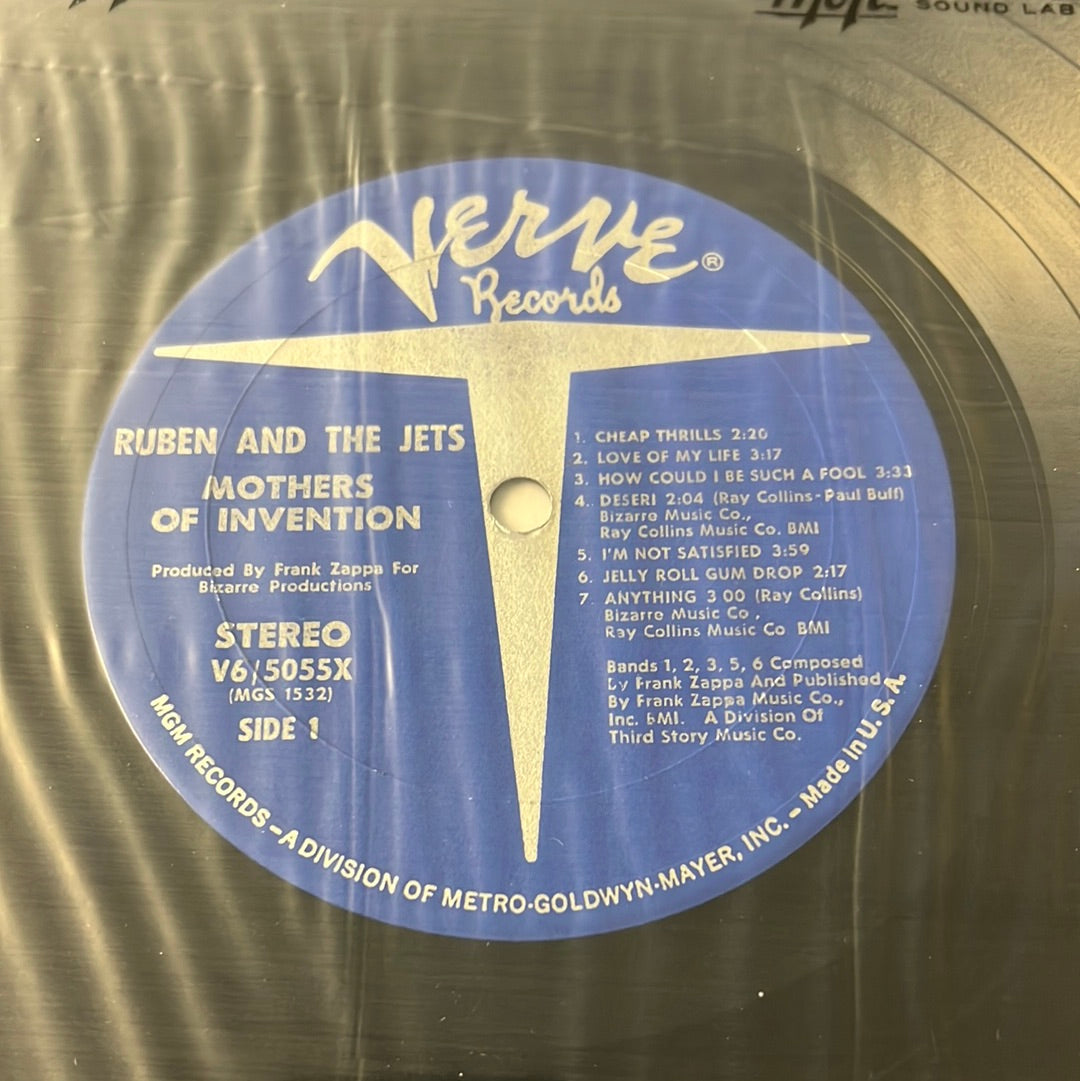 SOUND LAB
Verve ®
Records
RUBEN AND THE JETS
MOTHERS
OF INVENTION
Produced By Frank Zappa For
Bizarre Productions
STEREO
V6/5055X
(MGS 1532)
SIDE 1
1. CHEAP THRILLS 2:20
2. LOVE OF MY LIFE 3:17
3. HOW COULD I BE SUCH A FOOL 3:33
4. DESERI 2:04 (Ray Collins-Paul Buff)
Bizarre Music Co.,
Ray Collins Music Co. BMI
5. I'M NOT SATISFIED 3:59
6. JELLY ROLL GUM DROP 2:17
7. ANYTHING 3 00 (Ray Collins)
Bizarre Music Co.,
Ray Collins Music Co. BMI
Bands 1, 2, 3, 5, 6 Composed
By Frank Zappa And Published
By Frank Zappa Music Co.,
Inc. BMI. A Division Of
Third Story Music Co.
MGM RECORDS - A DIVISION OF METRO-GOLDWYN-MAYER, INC. - Made in U. S. A.